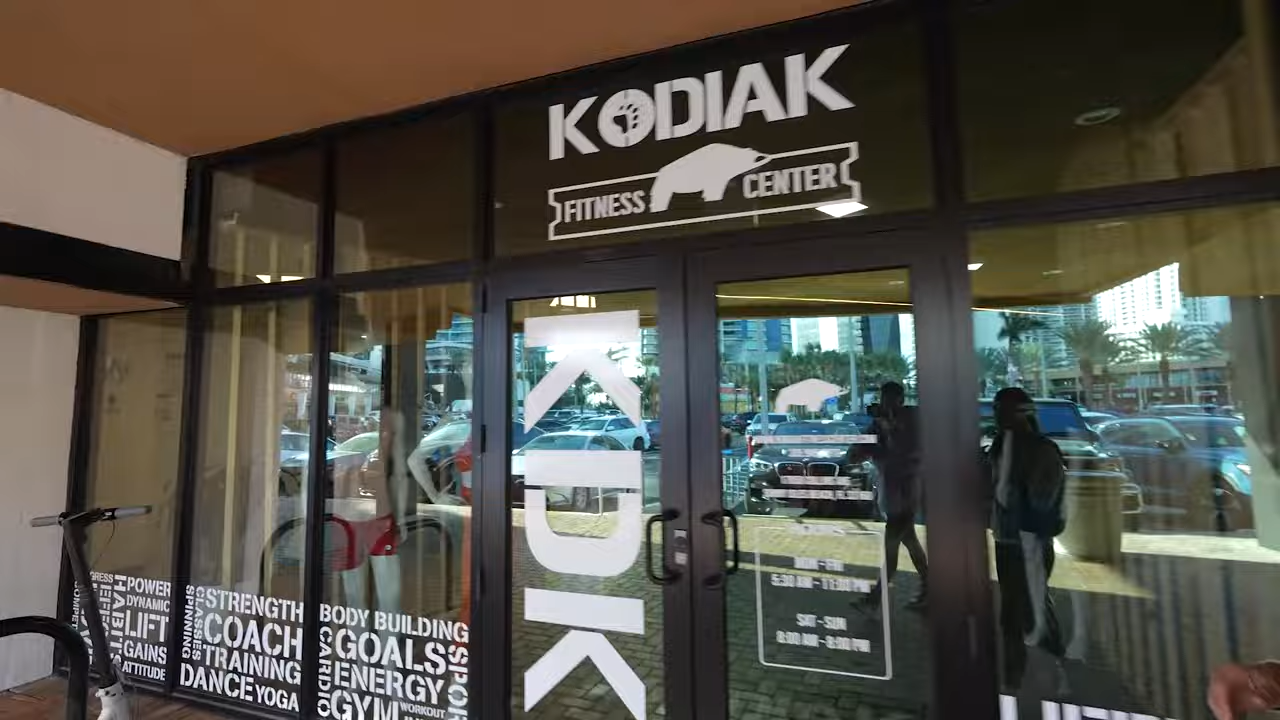 KODIAK
FITNESS CENTER
KDK
MON - FRI
5:30 AM - 11:00 PM
SAT - SUN
8:00 AM - 8:00 PM
POWER
DYNAMIC
HABIT
LIFT
GAINS
ATTITUDE
SPINNING
CLASSES
STRENGTH
COACH
TRAINING
DANCE YOGA
BODY BUILDING
CARDIO
GOALS
ENERGY
GYM WORKOUT